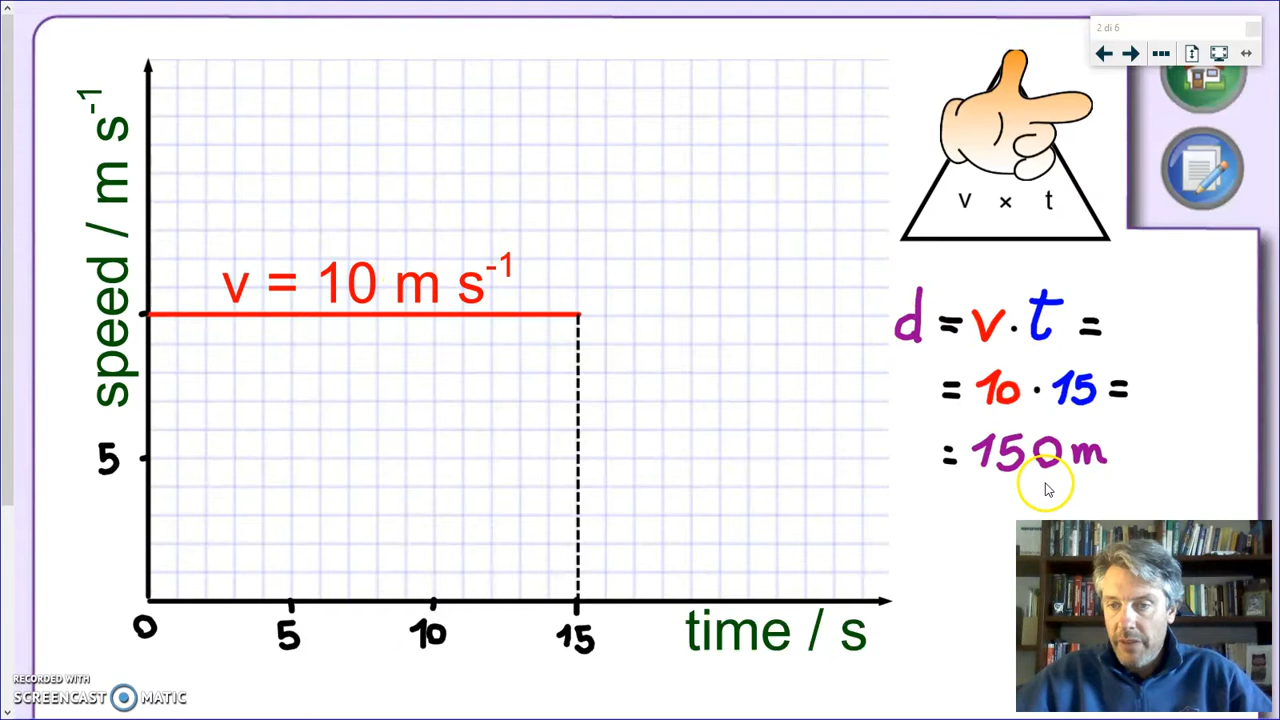 2 di 6
speed / m s⁻¹
v × t
v = 10 m s⁻¹
d = v · t =
= 10 · 15 =
= 150 m
5
0 5 10 15
time / s
RECORDED WITH
SCREENCAST MATIC